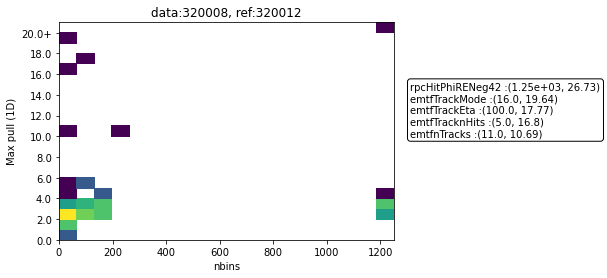 data:320008, ref:320012
20.0+
18.0
16.0
14.0
12.0
10.0
8.0
6.0
4.0
2.0
0.0
Max pull (1D)
0
200
400
600
800
1000
1200
nbins
rpcHitPhiRENeg42 :(1.25e+03, 26.73)
emtfTrackMode :(16.0, 19.64)
emtfTrackEta :(100.0, 17.77)
emtfTracknHits :(5.0, 16.8)
emtfnTracks :(11.0, 10.69)